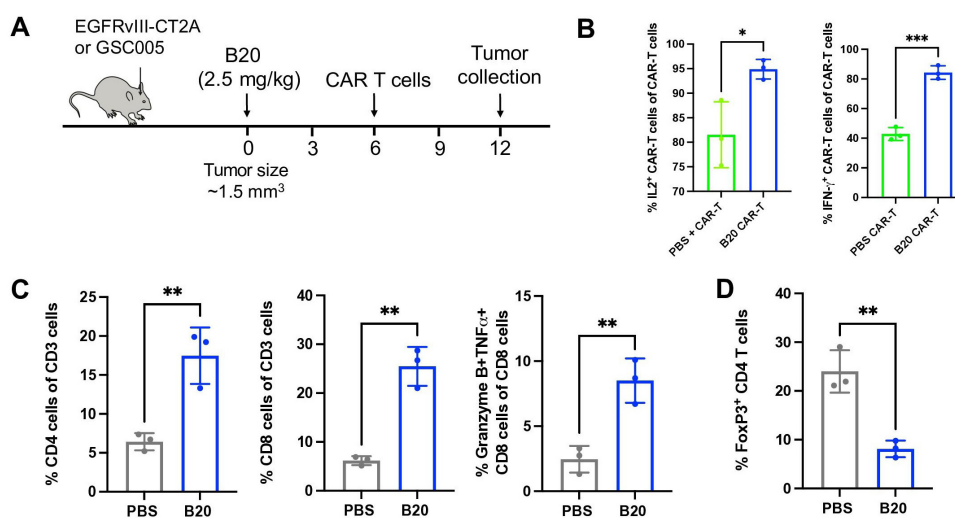 A
EGFRvIII-CT2A
or GSC005
B20
(2.5 mg/kg)
CAR T cells
Tumor
collection
0
3
6
9
12
Tumor size
~1.5 mm³
B
% IL2⁺ CAR-T cells of CAR-T cells
100
95
90
85
80
75
70
*
PBS + CAR-T
B20 CAR-T
% IFN-γ⁺ CAR-T cells of CAR-T cells
100
80
60
40
20
0
***
PBS CAR-T
B20 CAR-T
C
% CD4 cells of CD3 cells
25
20
15
10
5
0
**
PBS
B20
% CD8 cells of CD3 cells
40
30
20
10
0
**
PBS
B20
% Granzyme B+TNFα+
CD8 cells of CD8 cells
15
10
5
0
**
PBS
B20
D
% FoxP3⁺ CD4 T cells
40
30
20
10
0
**
PBS
B20